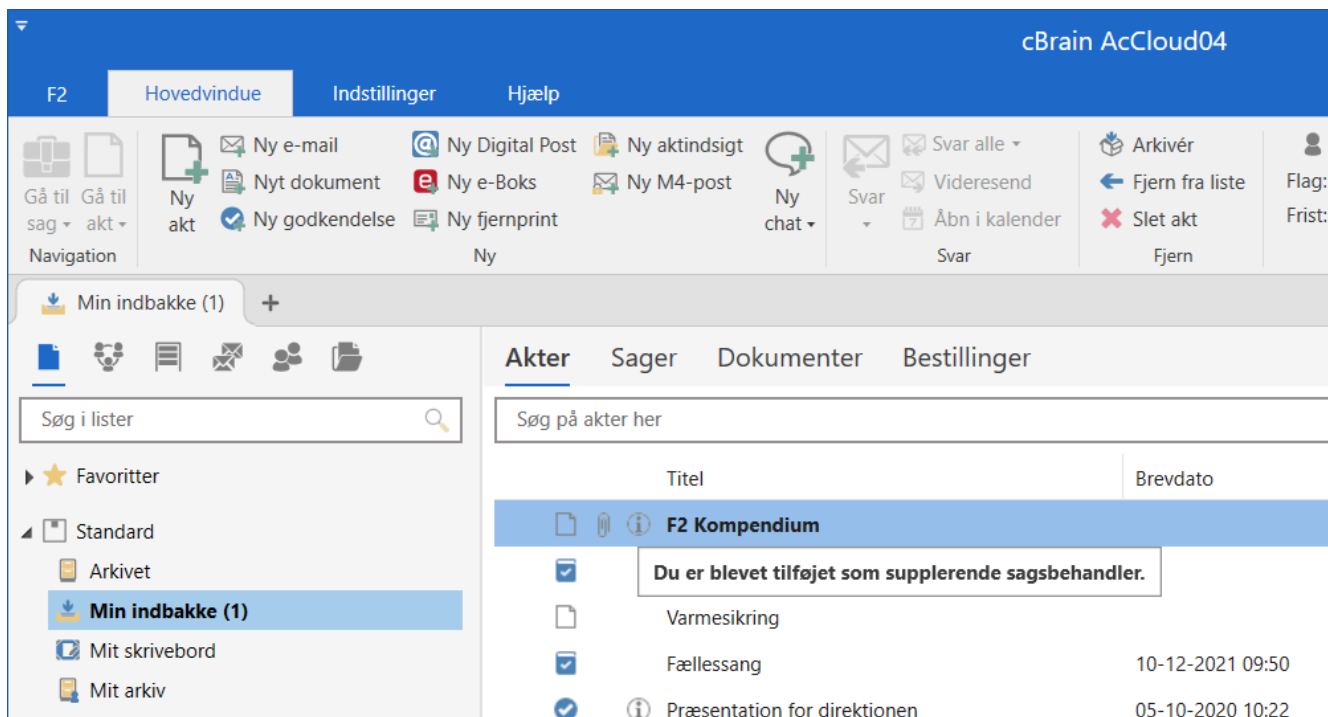 cBrain AcCloud04
F2 Hovedvindue Indstillinger Hjælp
Ny e-mail Ny Digital Post Ny aktindsigt Svar alle Arkivér
Gå til sag Gå til akt Ny akt Nyt dokument Ny e-Boks Ny M4-post Ny chat Svar Videresend Fjern fra liste Flag:
Ny godkendelse Ny fjernprint Åbn i kalender Slet akt Frist:
Navigation Ny Svar Fjern
Min indbakke (1) +
Akter Sager Dokumenter Bestillinger
Søg i lister
Søg på akter her
Favoritter
Standard
Arkivet
Min indbakke (1)
Mit skrivebord
Mit arkiv
Titel Brevdato
F2 Kompendium
Du er blevet tilføjet som supplerende sagsbehandler.
Varmesikring
Fællessang 10-12-2021 09:50
Præsentation for direktionen 05-10-2020 10:22